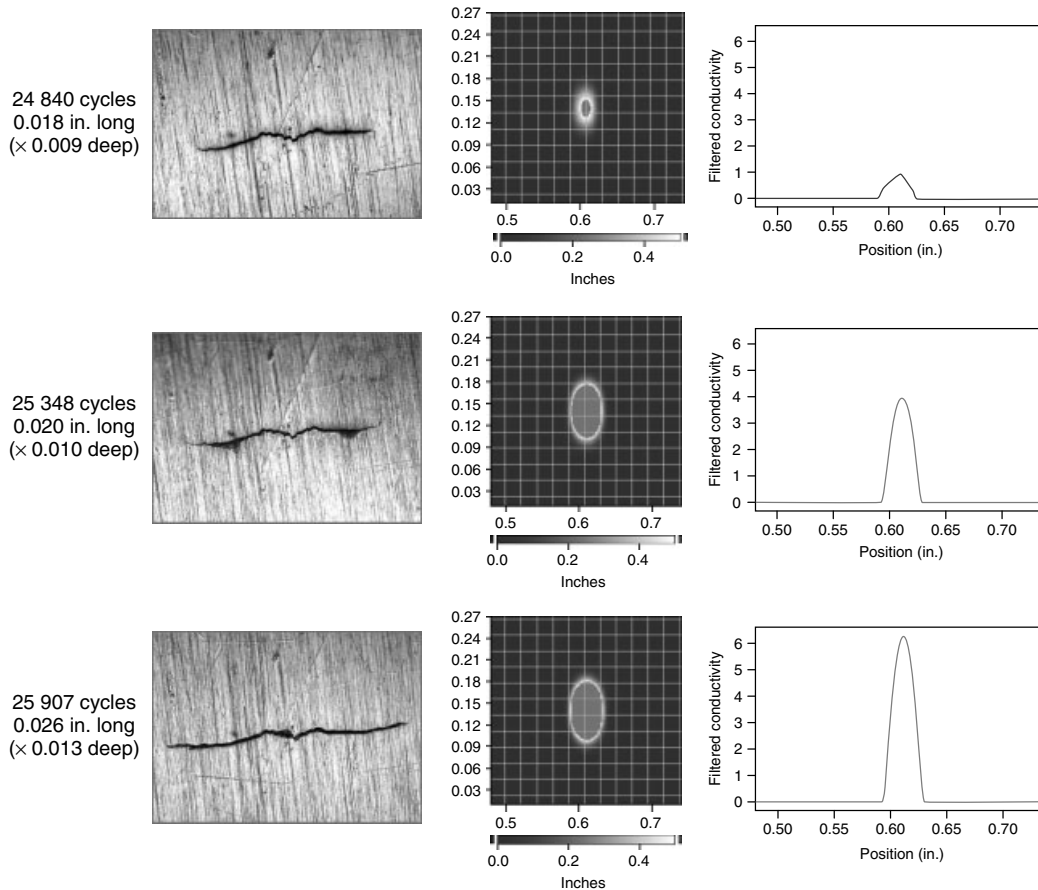 24 840 cycles
0.018 in. long
(× 0.009 deep)
0.27
0.24
0.21
0.18
0.15
0.12
0.09
0.06
0.03
0.5 0.6 0.7
0.0 0.2 0.4
Inches
Filtered conductivity
6
5
4
3
2
1
0
0.50 0.55 0.60 0.65 0.70
Position (in.)
25 348 cycles
0.020 in. long
(× 0.010 deep)
0.27
0.24
0.21
0.18
0.15
0.12
0.09
0.06
0.03
0.5 0.6 0.7
0.0 0.2 0.4
Inches
Filtered conductivity
6
5
4
3
2
1
0
0.50 0.55 0.60 0.65 0.70
Position (in.)
25 907 cycles
0.026 in. long
(× 0.013 deep)
0.27
0.24
0.21
0.18
0.15
0.12
0.09
0.06
0.03
0.5 0.6 0.7
0.0 0.2 0.4
Inches
Filtered conductivity
6
5
4
3
2
1
0
0.50 0.55 0.60 0.65 0.70
Position (in.)